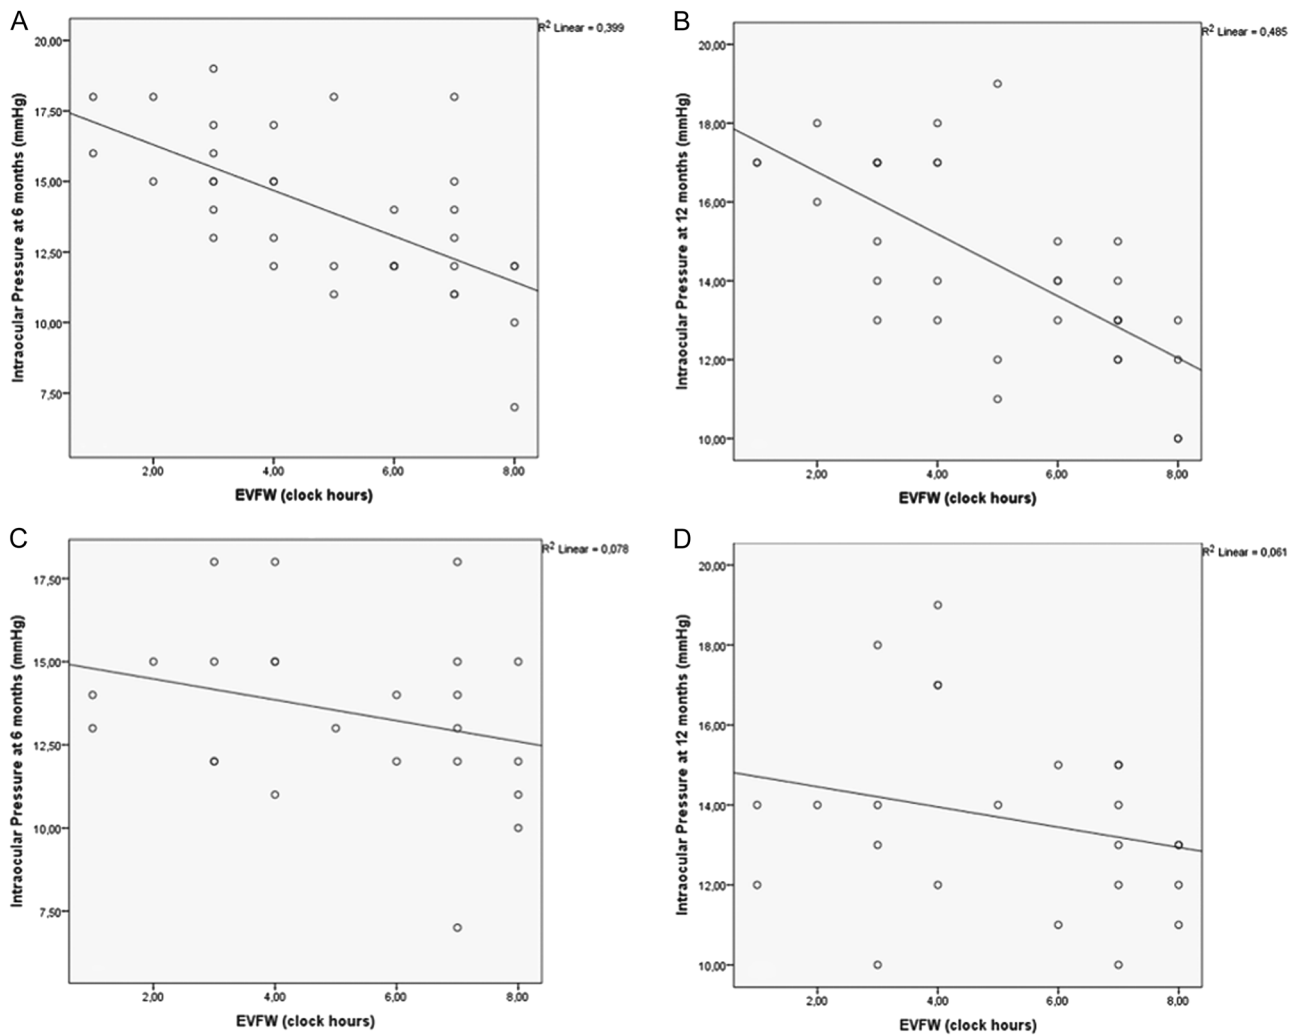 A
R² Linear = 0,399
20,00
17,50
15,00
12,50
10,00
7,50
Intraocular Pressure at 6 months (mmHg)
2,00 4,00 6,00 8,00
EVFW (clock hours)
B
R² Linear = 0,485
20,00
18,00
16,00
14,00
12,00
10,00
Intraocular Pressure at 12 months (mmHg)
2,00 4,00 6,00 8,00
EVFW (clock hours)
C
R² Linear = 0,078
17,50
15,00
12,50
10,00
7,50
Intraocular Pressure at 6 months (mmHg)
2,00 4,00 6,00 8,00
EVFW (clock hours)
D
R² Linear = 0,061
20,00
18,00
16,00
14,00
12,00
10,00
Intraocular Pressure at 12 months (mmHg)
2,00 4,00 6,00 8,00
EVFW (clock hours)